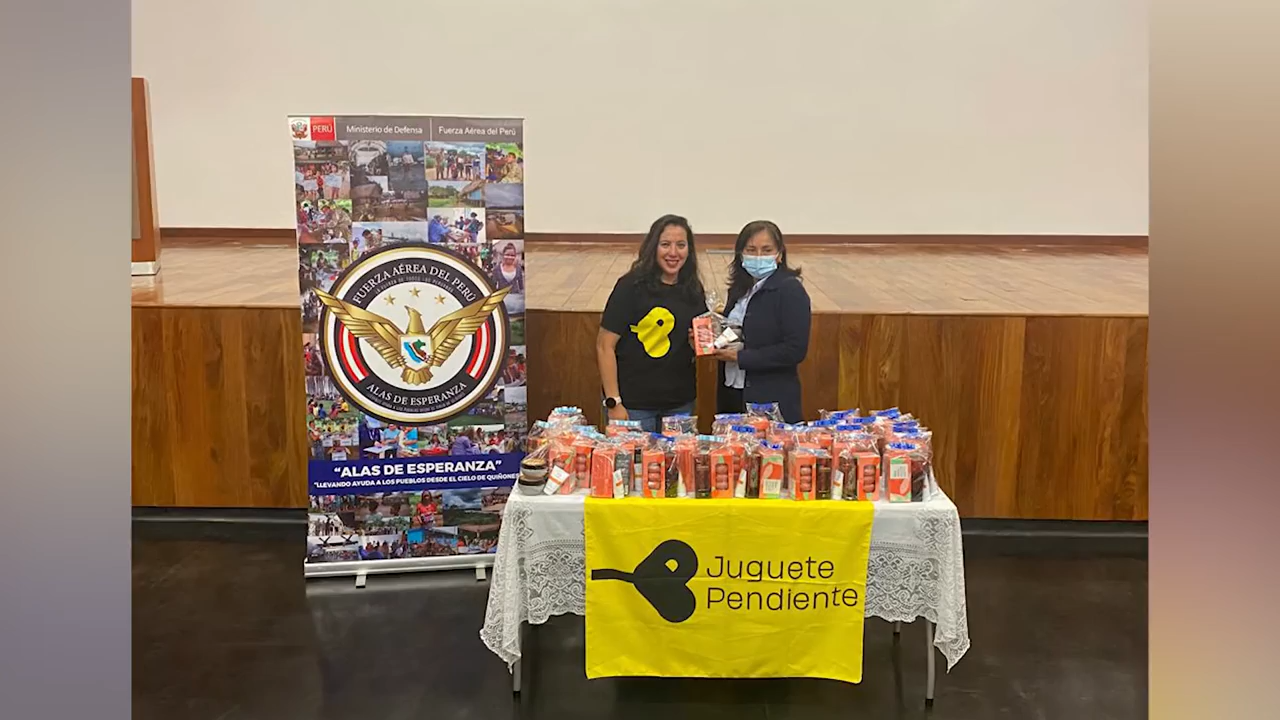 PERÚ
Ministerio de Defensa
Fuerza Aérea del Perú
FUERZA AÉREA DEL PERÚ
ALAS DE ESPERANZA
"ALAS DE ESPERANZA"
"LLEVANDO AYUDA A LOS PUEBLOS DESDE EL CIELO DE QUIÑONES"
Juguete
Pendiente